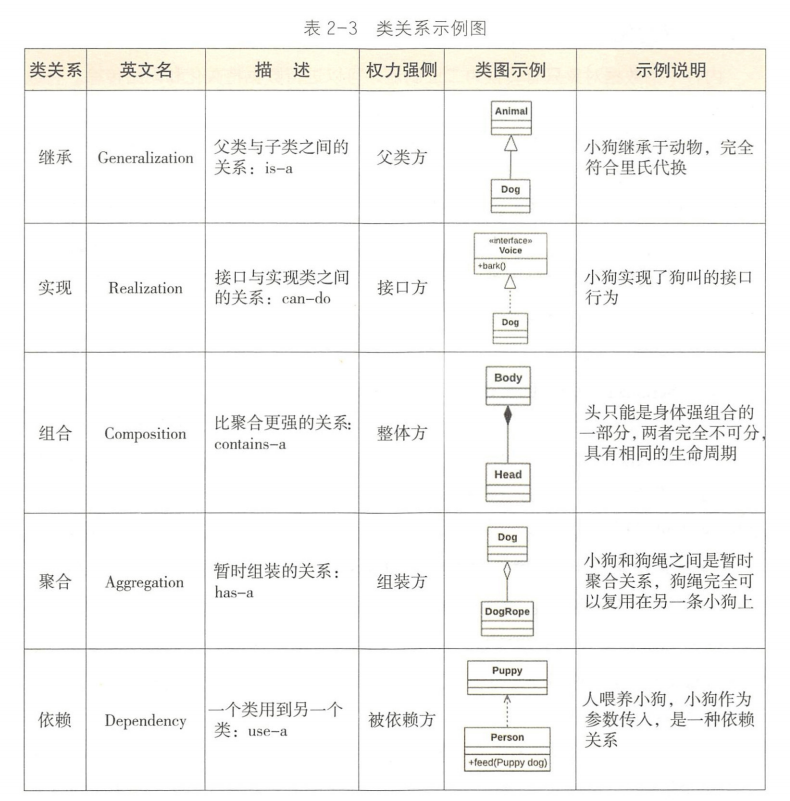 表 2-3 类关系示例图
类关系 英文名 描 述 权力强侧 类图示例 示例说明
继承 Generalization
父类与子类之间的
关系：is-a
父类方
Animal
Dog
小狗继承于动物，完全
符合里氏代换
实现 Realization
接口与实现类之间
的关系：can-do
接口方
«interface»
Voice
+bark()
Dog
小狗实现了狗叫的接口
行为
组合 Composition
比聚合更强的关系：
contains-a
整体方
Body
Head
头只能是身体强组合的
一部分，两者完全不可分，
具有相同的生命周期
聚合 Aggregation
暂时组装的关系：
has-a
组装方
Dog
DogRope
小狗和狗绳之间是暂时
聚合关系，狗绳完全可
以复用在另一条小狗上
依赖 Dependency
一个类用到另一个
类：use-a
被依赖方
Puppy
Person
+feed(Puppy dog)
人喂养小狗，小狗作为
参数传入，是一种依赖
关系